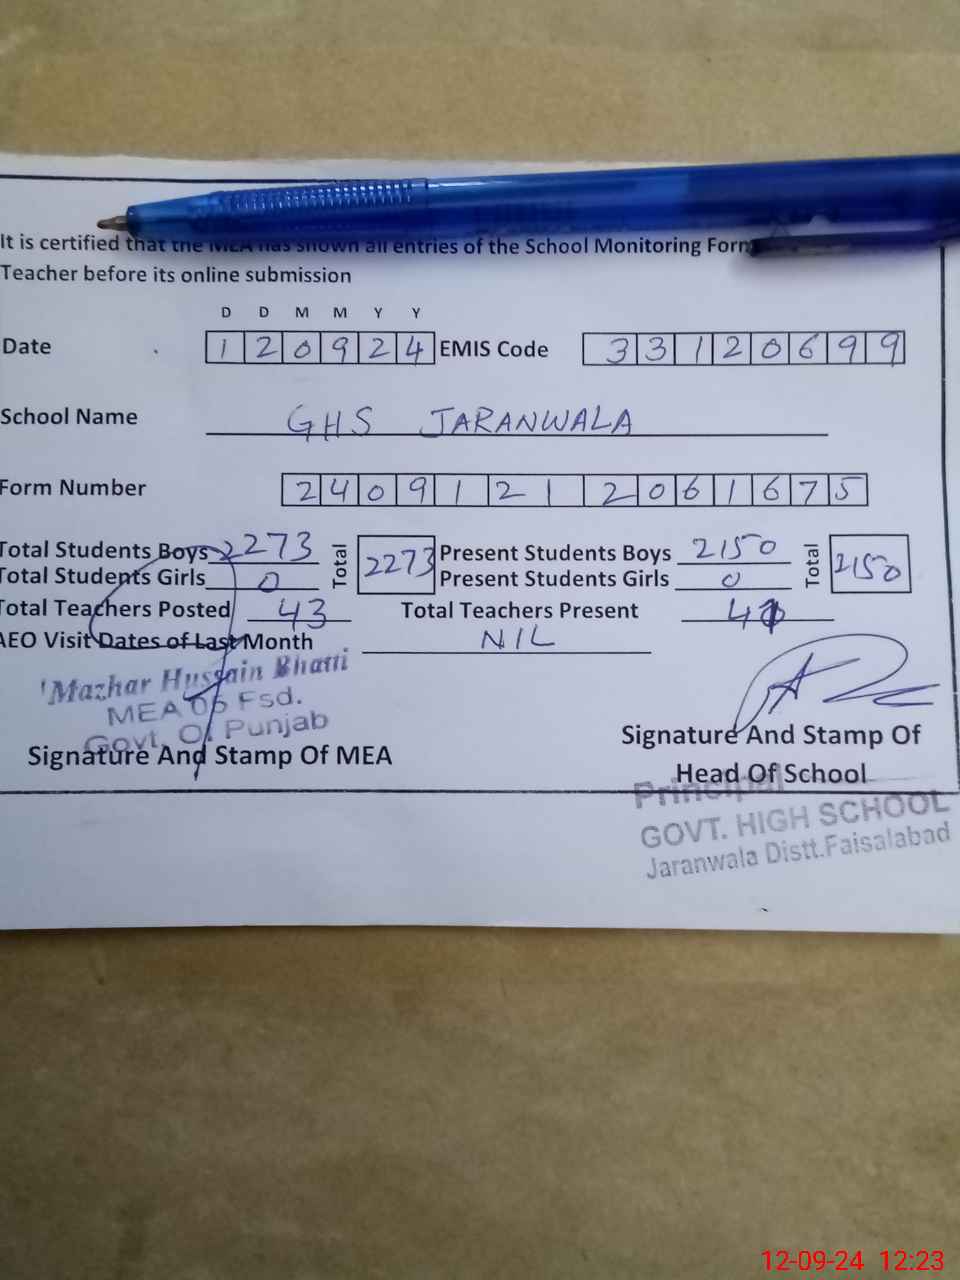 It is certified that the MEA has shown all entries of the School Monitoring Form
Teacher before its online submission
D D M M Y Y
Date 1 2 0 9 2 4 EMIS Code 3 3 1 2 0 6 9 9
School Name GHS JARANWALA
Form Number 2 4 0 9 1 2 1 2 0 6 1 6 7 5
Total Students Boys 2273 Total 2273 Present Students Boys 2150 Total 2150
Total Students Girls 0 Present Students Girls 0
Total Teachers Posted 43 Total Teachers Present
AEO Visit Dates of Last Month NIL
Mazhar Hussain Bhatti
MEA 06 Fsd.
Govt. Of Punjab
Signature And Stamp Of MEA
Signature And Stamp Of
Head Of School
Principal
GOVT. HIGH SCHOOL
Jaranwala Distt.Faisalabad
12-09-24 12:23